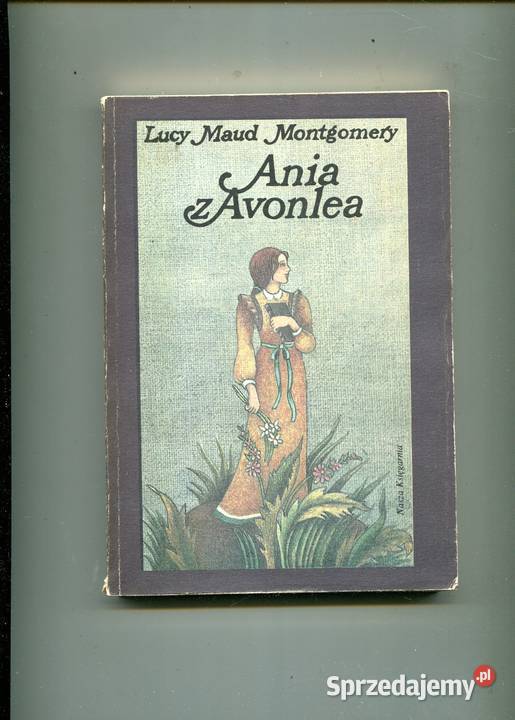 Lucy Maud Montgomery
Ania
z Avonlea
Nasza Księgarnia
Sprzedajemy.pl